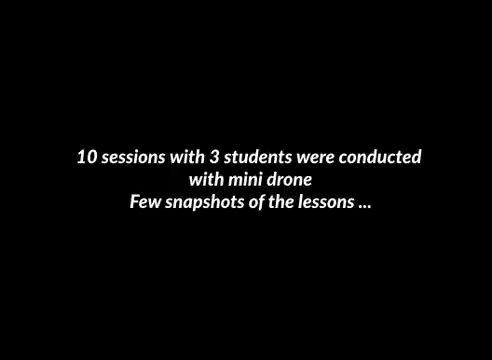 10 sessions with 3 students were conducted
with mini drone
Few snapshots of the lessons ...